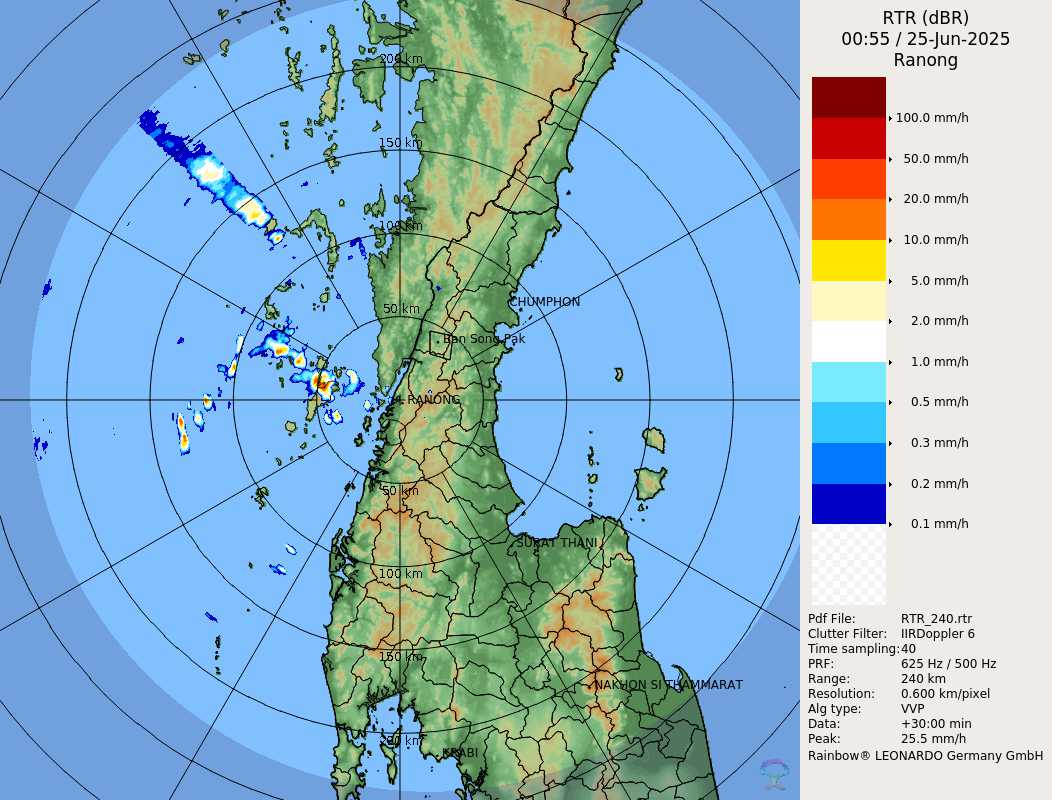 RTR (dBR)
00:55 / 25-Jun-2025
Ranong
100.0 mm/h
50.0 mm/h
20.0 mm/h
10.0 mm/h
5.0 mm/h
2.0 mm/h
1.0 mm/h
0.5 mm/h
0.3 mm/h
0.2 mm/h
0.1 mm/h
Pdf File: RTR_240.rtr
Clutter Filter: IIRDoppler 6
Time sampling: 40
PRF: 625 Hz / 500 Hz
Range: 240 km
Resolution: 0.600 km/pixel
Alg type: VVP
Data: +30:00 min
Peak: 25.5 mm/h
Rainbow® LEONARDO Germany GmbH
200 km
150 km
100 km
50 km
CHUMPHON
Ban Song Pak
RANONG
50 km
SURAT THANI
100 km
150 km
NAKHON SI THAMMARAT
200 km
KRABI